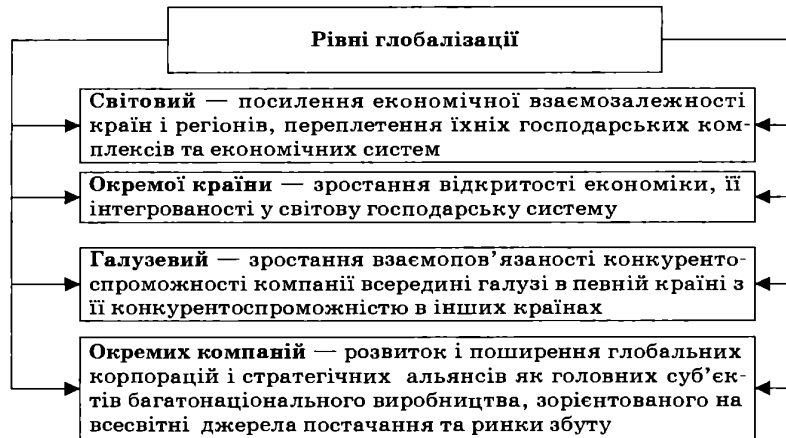 Рівні глобалізації
Світовий — посилення економічної взаємозалежності
країн і регіонів, переплетення їхніх господарських ком-
плексів та економічних систем
Окремої країни — зростання відкритості економіки, її
інтегрованості у світову господарську систему
Галузевий — зростання взаємопов’язаності конкуренто-
спроможності компанії всередині галузі в певній країні з
її конкурентоспроможністю в інших країнах
Окремих компаній — розвиток і поширення глобальних
корпорацій і стратегічних альянсів як головних суб’єк-
тів багатонаціонального виробництва, зорієнтованого на
всесвітні джерела постачання та ринки збуту